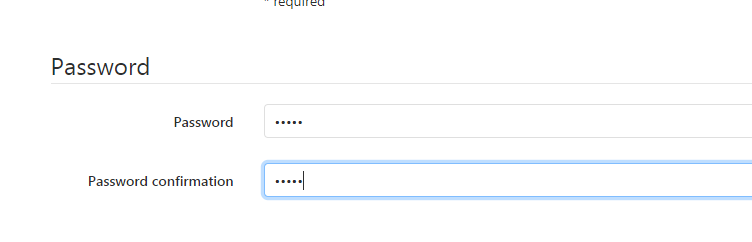 * required
Password
Password •••••
Password confirmation •••••